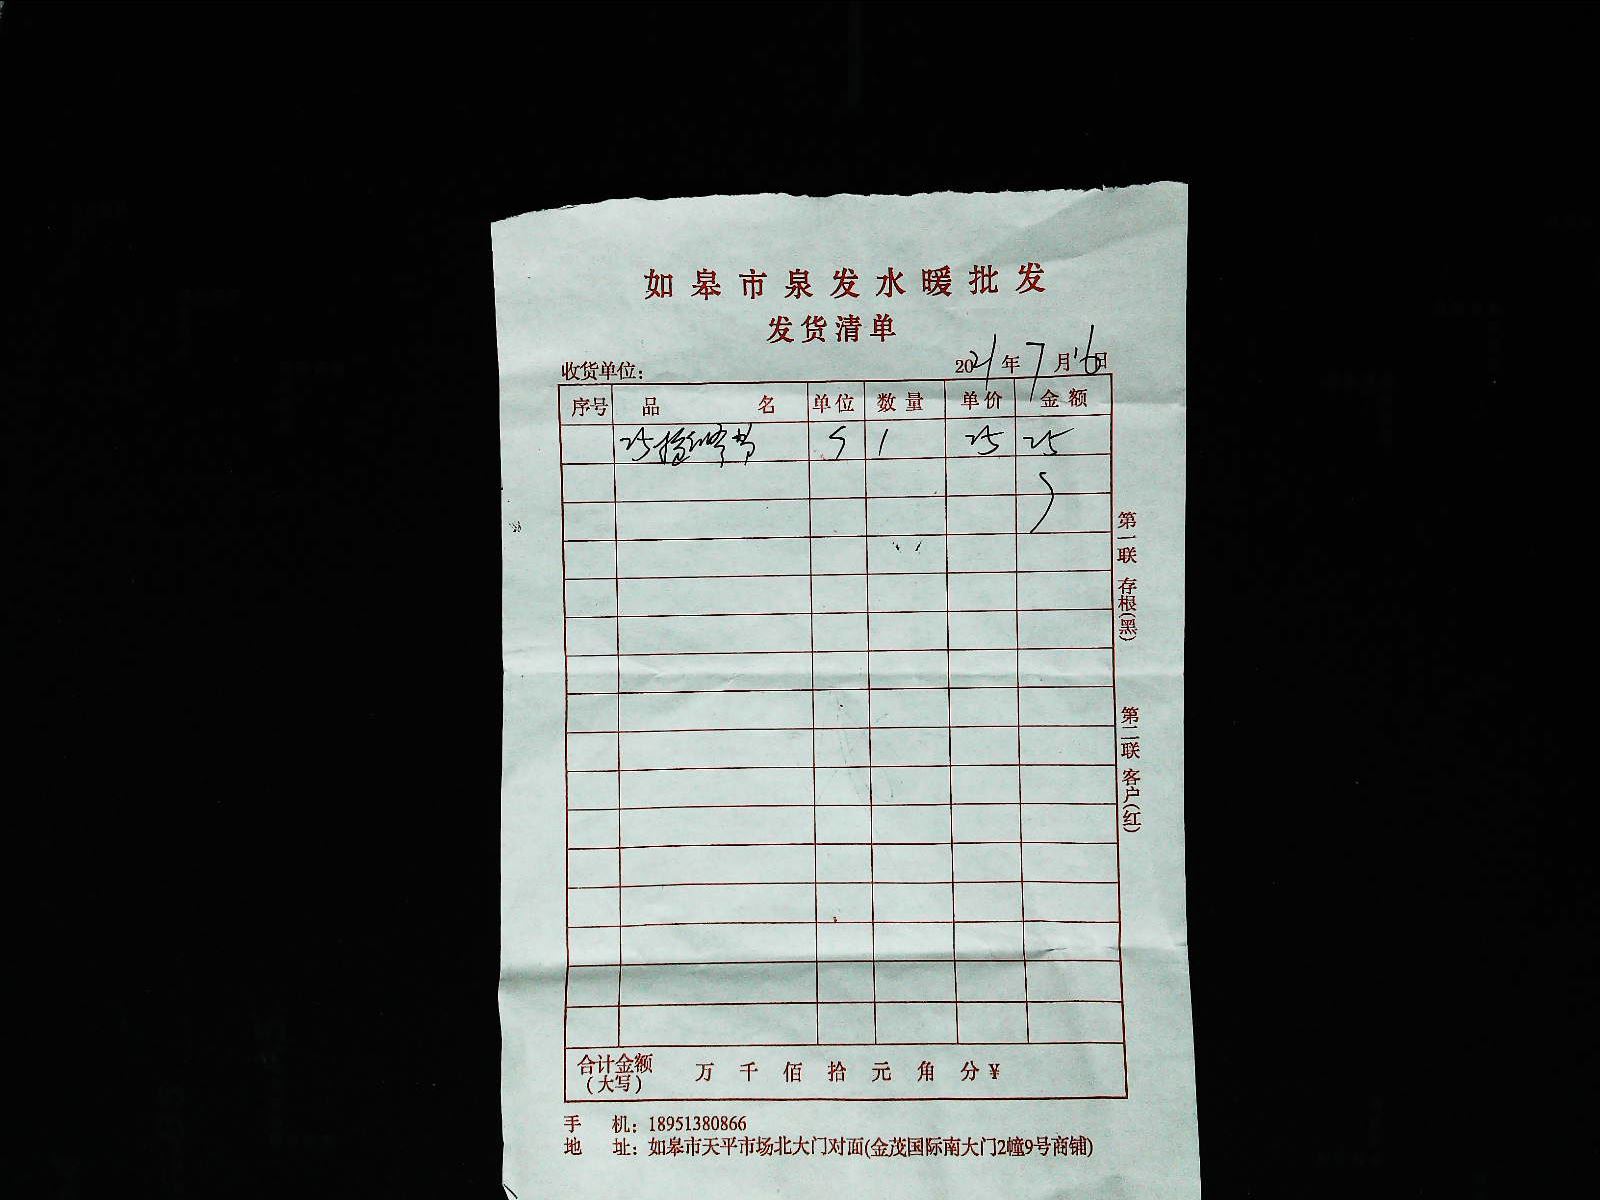 如皋市泉发水暖批发
发货清单
收货单位： 2021年7月16日
序号 品名 单位 数量 单价 金额
25 1 25 25
合计金额（大写） 万 千 佰 拾 元 角 分 ¥
手 机：18951380866
地 址：如皋市天平市场北大门对面(金茂国际南大门2幢9号商铺)
第一联 存根(黑)
第二联 客户(红)